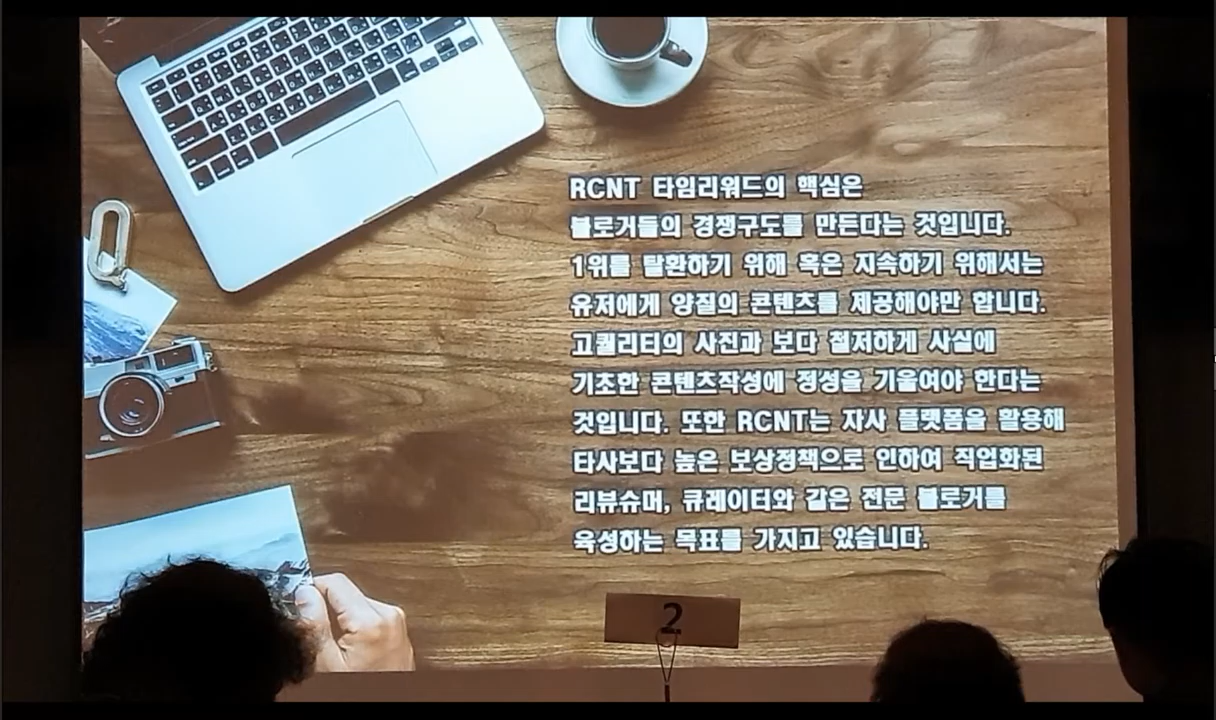 RCNT 타임리워드의 핵심은
블로거들의 경쟁구도를 만든다는 것입니다.
1위를 탈환하기 위해 혹은 지속하기 위해서는
유저에게 양질의 콘텐츠를 제공해야만 합니다.
고퀄리티의 사진과 보다 철저하게 사실에
기초한 콘텐츠작성에 정성을 기울여야 한다는
것입니다. 또한 RCNT는 자사 플랫폼을 활용해
타사보다 높은 보상정책으로 인하여 직업화된
리뷰슈머, 큐레이터와 같은 전문 블로거를
육성하는 목표를 가지고 있습니다.
2